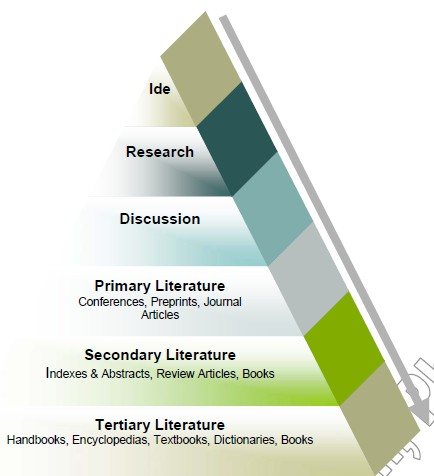 Ide
Research
Discussion
Primary Literature
Conferences, Preprints, Journal
Articles
Secondary Literature
Indexes & Abstracts, Review Articles, Books
Tertiary Literature
Handbooks, Encyclopedias, Textbooks, Dictionaries, Books